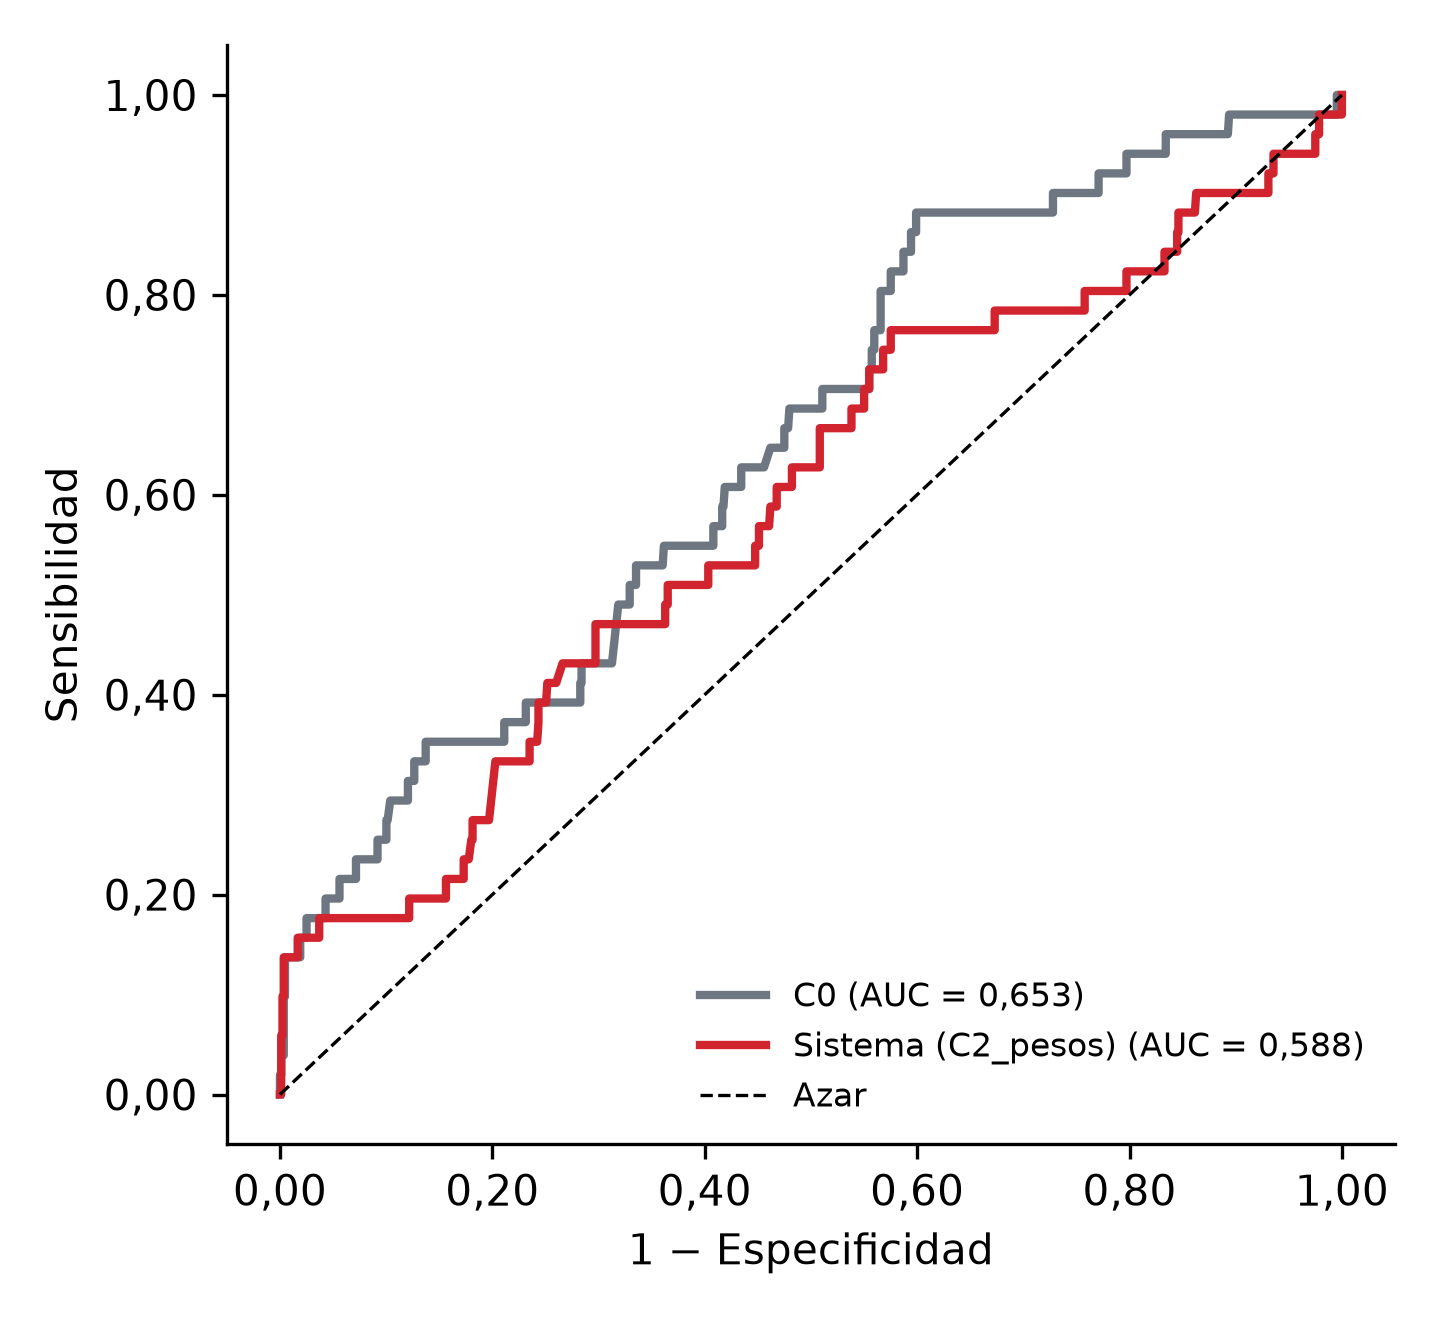 1,00
0,80
0,60
0,40
0,20
0,00
Sensibilidad
C0 (AUC = 0,653)
Sistema (C2_pesos) (AUC = 0,588)
Azar
0,00 0,20 0,40 0,60 0,80 1,00
1 − Especificidad